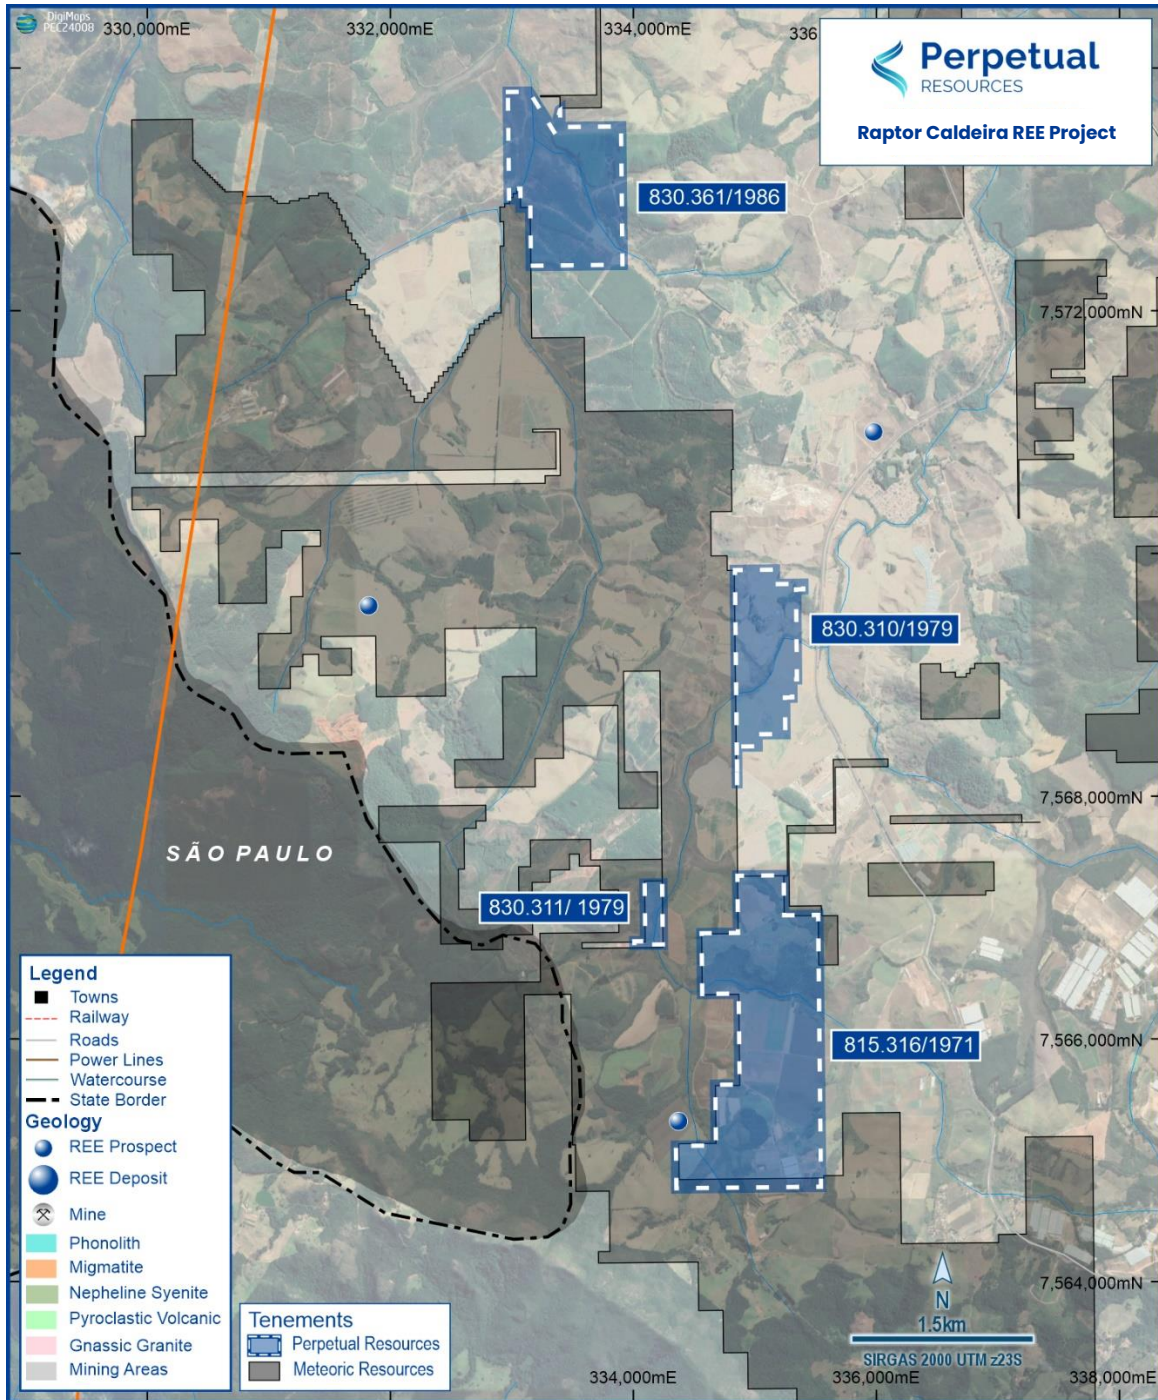 DigiMaps
PEC24008
330,000mE
332,000mE
334,000mE
336
Perpetual
RESOURCES
Raptor Caldeira REE Project
830.361/1986
7,572,000mN
830.310/1979
7,568,000mN
SÃO PAULO
830.311/ 1979
815.316/1971
7,566,000mN
7,564,000mN
Legend
Towns
Railway
Roads
Power Lines
Watercourse
State Border
Geology
REE Prospect
REE Deposit
Mine
Phonolith
Migmatite
Nepheline Syenite
Pyroclastic Volcanic
Gnassic Granite
Mining Areas
Tenements
Perpetual Resources
Meteoric Resources
N
1.5km
SIRGAS 2000 UTM z23S
334,000mE
336,000mE
338,000mE